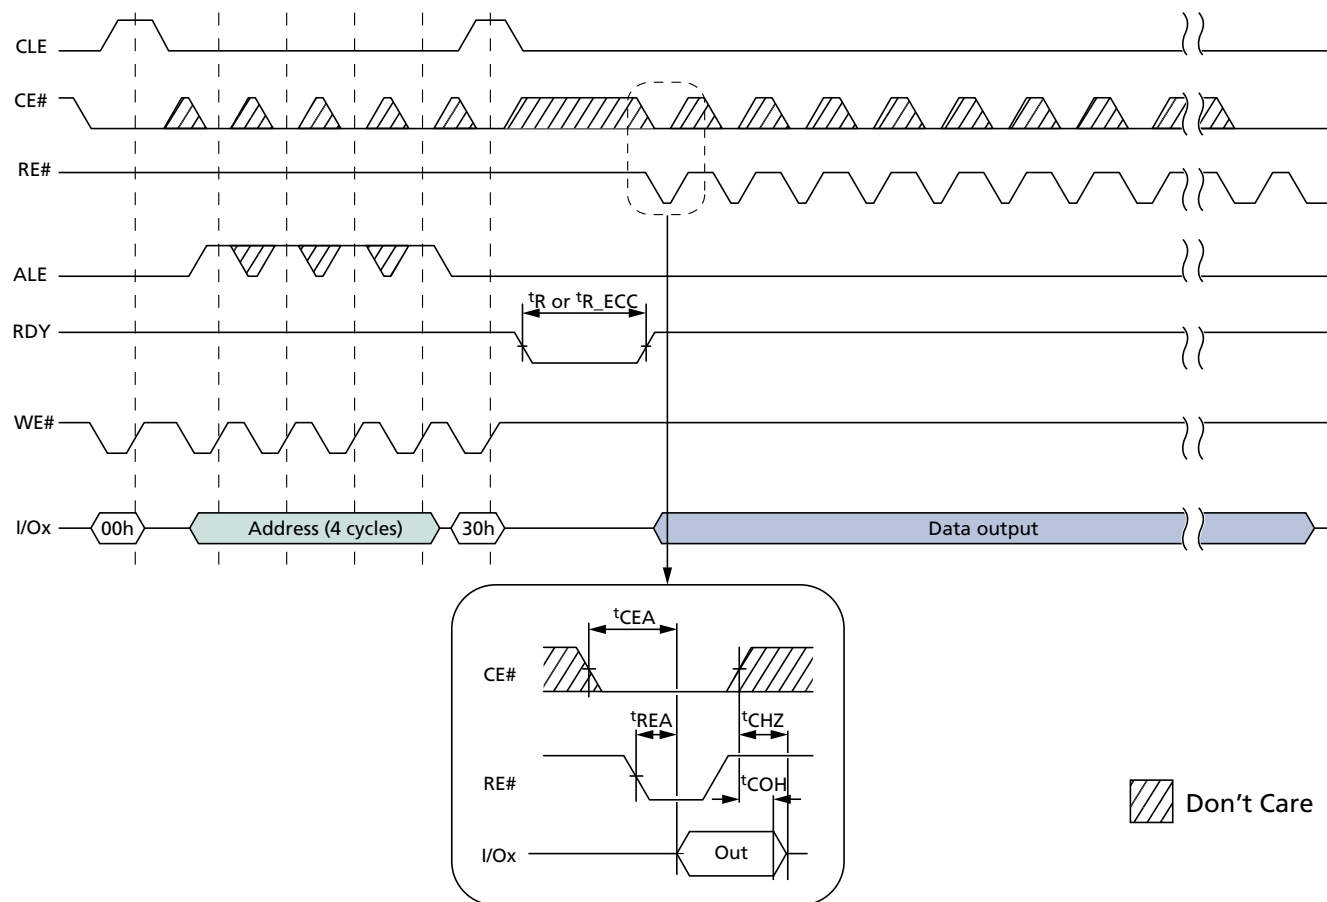 CLE
CE#
RE#
ALE
tR or tR_ECC
RDY
WE#
I/Ox
00h
Address (4 cycles)
30h
Data output
tCEA
CE#
tREA
tCHZ
RE#
tCOH
Don't Care
I/Ox
Out